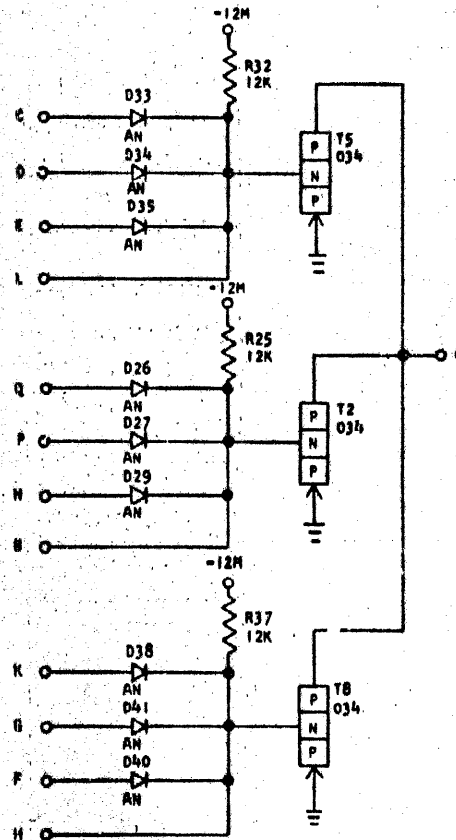 -12M
R32
12K
C
D33
AN
D
D34
AN
E
D35
AN
L
P
N
P
T5
034
-12M
R25
12K
Q
D26
AN
P
D27
AN
D29
AN
P
N
P
T2
034
-12M
R37
12K
K
D38
AN
G
D41
AN
F
D40
AN
H
P
N
P
T8
034